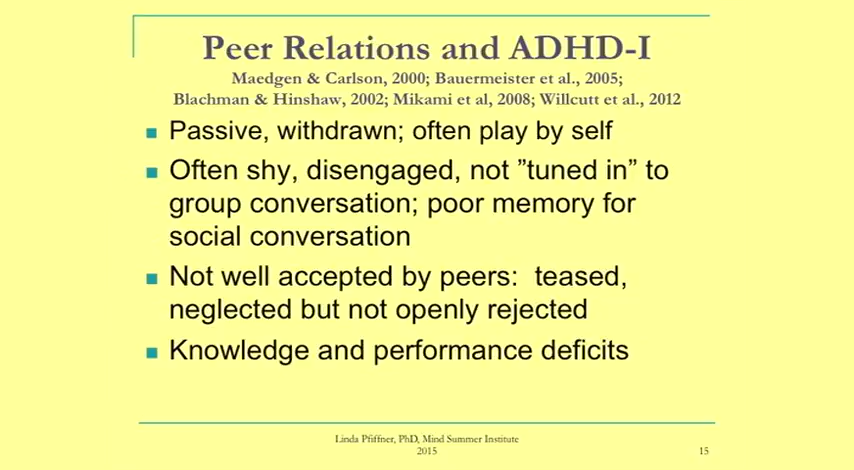 Peer Relations and ADHD-I
Maedgen & Carlson, 2000; Bauermeister et al., 2005;
Blachman & Hinshaw, 2002; Mikami et al, 2008; Willcutt et al., 2012
Passive, withdrawn; often play by self
Often shy, disengaged, not ”tuned in” to
group conversation; poor memory for
social conversation
Not well accepted by peers: teased,
neglected but not openly rejected
Knowledge and performance deficits
Linda Pfiffner, PhD, Mind Summer Institute
2015
15